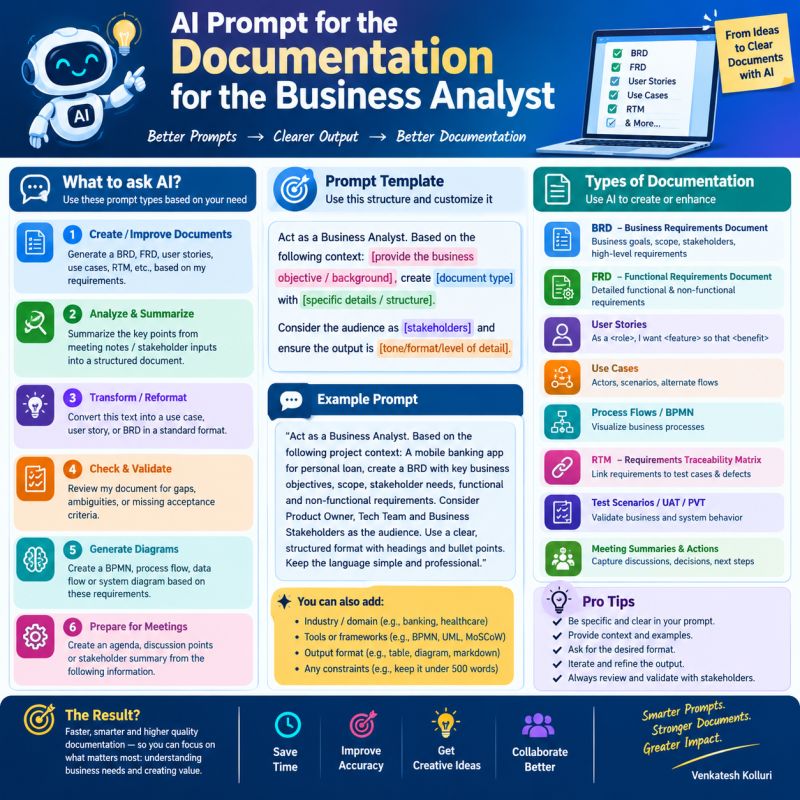 AI Prompt for the
Documentation
for the Business Analyst
Better Prompts → Clearer Output → Better Documentation
AI
BRD
FRD
User Stories
Use Cases
RTM
& More...
From Ideas
to Clear
Documents
with AI
What to ask AI?
Use these prompt types based on your need
1 Create / Improve Documents
Generate a BRD, FRD, user stories,
use cases, RTM, etc., based on my
requirements.
2 Analyze & Summarize
Summarize the key points from
meeting notes / stakeholder inputs
into a structured document.
3 Transform / Reformat
Convert this text into a use case,
user story, or BRD in a standard format.
4 Check & Validate
Review my document for gaps,
ambiguities, or missing acceptance
criteria.
5 Generate Diagrams
Create a BPMN, process flow, data
flow or system diagram based on
these requirements.
6 Prepare for Meetings
Create an agenda, discussion points
or stakeholder summary from the
following information.
Prompt Template
Use this structure and customize it
Act as a Business Analyst. Based on the
following context: [provide the business
objective / background], create [document type]
with [specific details / structure].
Consider the audience as [stakeholders] and
ensure the output is [tone/format/level of detail].
Example Prompt
"Act as a Business Analyst. Based on the
following project context: A mobile banking app
for personal loan, create a BRD with key business
objectives, scope, stakeholder needs, functional
and non-functional requirements. Consider
Product Owner, Tech Team and Business
Stakeholders as the audience. Use a clear,
structured format with headings and bullet points.
Keep the language simple and professional."
You can also add:
• Industry / domain (e.g., banking, healthcare)
• Tools or frameworks (e.g., BPMN, UML, MoSCoW)
• Output format (e.g., table, diagram, markdown)
• Any constraints (e.g., keep it under 500 words)
Types of Documentation
Use AI to create or enhance
BRD – Business Requirements Document
Business goals, scope, stakeholders,
high-level requirements
FRD – Functional Requirements Document
Detailed functional & non-functional
requirements
User Stories
As a <role>, I want <feature> so that <benefit>
Use Cases
Actors, scenarios, alternate flows
Process Flows / BPMN
Visualize business processes
RTM – Requirements Traceability Matrix
Link requirements to test cases & defects
Test Scenarios / UAT / PVT
Validate business and system behavior
Meeting Summaries & Actions
Capture discussions, decisions, next steps
Pro Tips
✓ Be specific and clear in your prompt.
✓ Provide context and examples.
✓ Ask for the desired format.
✓ Iterate and refine the output.
✓ Always review and validate with stakeholders.
The Result?
Faster, smarter and higher quality
documentation — so you can focus on
what matters most: understanding
business needs and creating value.
Save
Time
Improve
Accuracy
Get
Creative Ideas
Collaborate
Better
Smarter Prompts.
Stronger Documents.
Greater Impact.
Venkatesh Kolluri